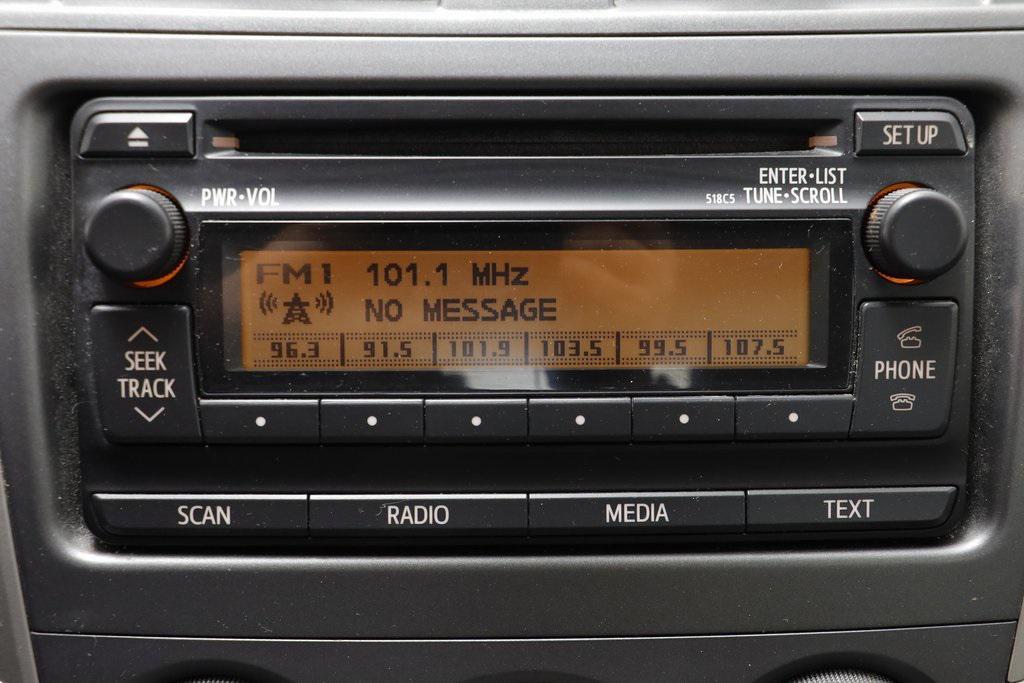 SET UP
PWR•VOL
ENTER•LIST
518C5 TUNE•SCROLL
FM1 101.1 MHz
NO MESSAGE
96.3 91.5 101.9 103.5 99.5 107.5
SEEK
TRACK
PHONE
SCAN RADIO MEDIA TEXT